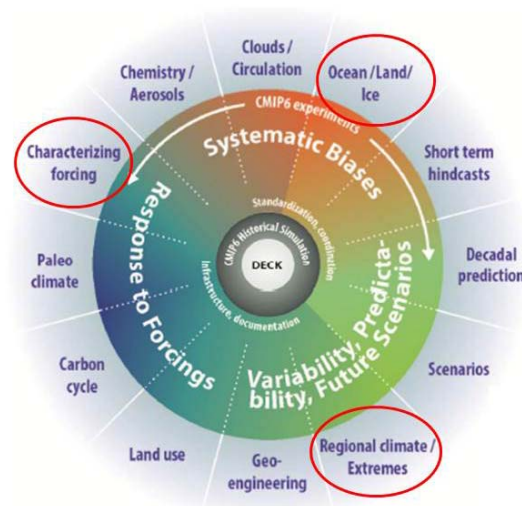 Clouds /
Circulation
Ocean /Land/
Ice
Short term
hindcasts
Decadal
prediction
Scenarios
Regional climate /
Extremes
Geo-
engineering
Land use
Carbon
cycle
Paleo
climate
Characterizing
forcing
Chemistry /
Aerosols
CMIP6 experiments
Systematic Biases
Variability, Predicta-
bility, Future Scenarios
Response to Forcings
Standardization, coordination
Infrastructure, documentation
CMIP6 Historical Simulation
DECK